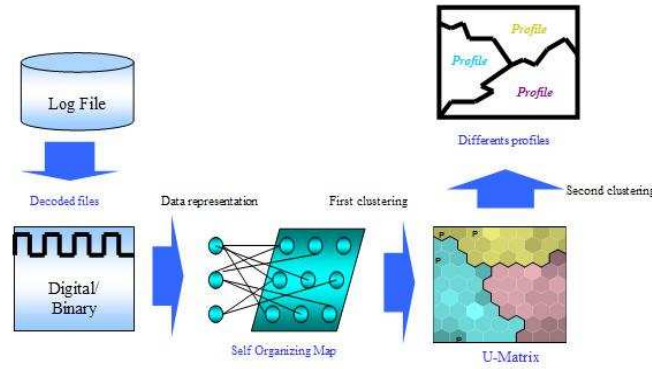 Log File
Decoded files
Digital/
Binary
Data representation
Self Organizing Map
First clustering
P
P
P
P
U-Matrix
Second clustering
Profile
Profile
Profile
Differents profiles